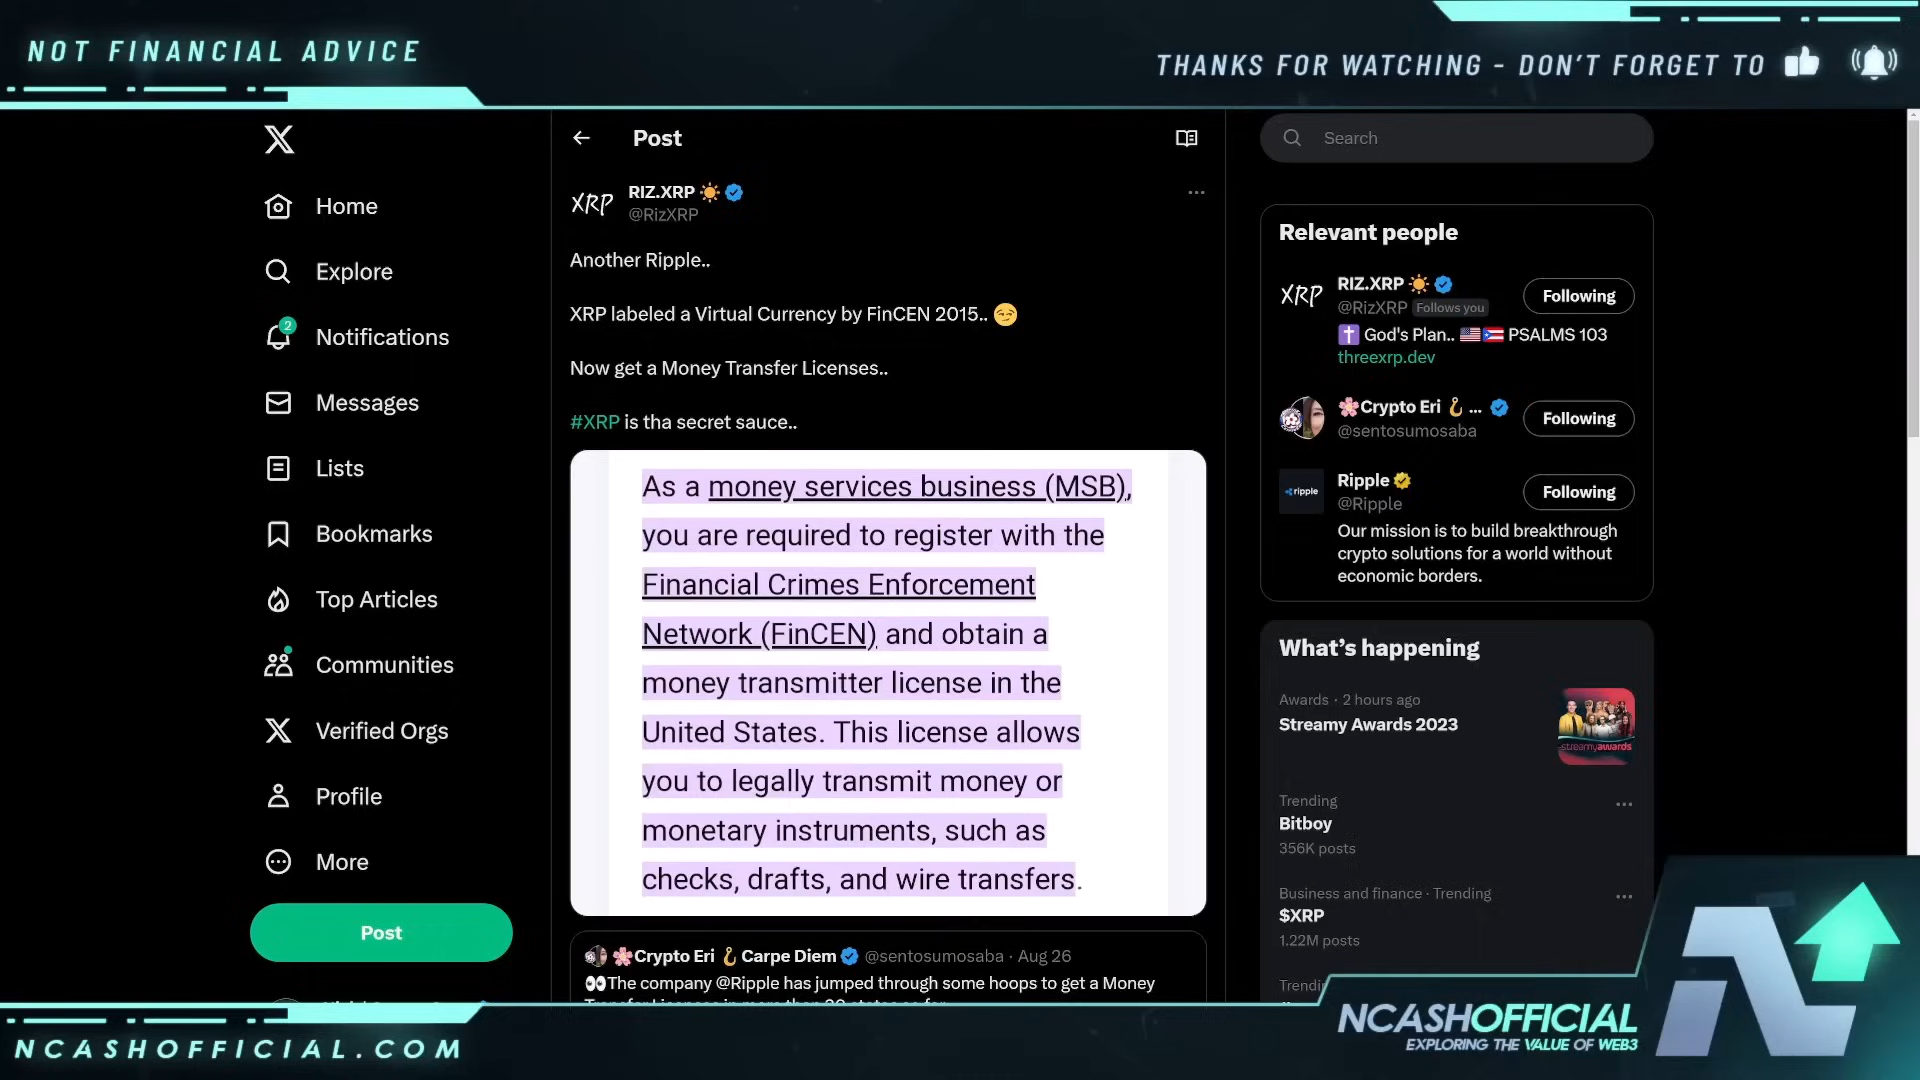 NOT FINANCIAL ADVICE
THANKS FOR WATCHING - DON'T FORGET TO
Home
Explore
2
Notifications
Messages
Lists
Bookmarks
Top Articles
Communities
Verified Orgs
Profile
More
Post
Post
XRP
RIZ.XRP
@RizXRP
Another Ripple..
XRP labeled a Virtual Currency by FinCEN 2015.. 😏
Now get a Money Transfer Licenses..
#XRP is tha secret sauce..
As a money services business (MSB),
you are required to register with the
Financial Crimes Enforcement
Network (FinCEN) and obtain a
money transmitter license in the
United States. This license allows
you to legally transmit money or
monetary instruments, such as
checks, drafts, and wire transfers.
🌸Crypto Eri 🪝 Carpe Diem @sentosumosaba · Aug 26
👀The company @Ripple has jumped through some hoops to get a Money
Search
Relevant people
XRP
RIZ.XRP
@RizXRP Follows you
Following
✝️ God's Plan.. 🇺🇸🇵🇷 PSALMS 103
threexrp.dev
🌸Crypto Eri 🪝 ...
@sentosumosaba
Following
ripple
Ripple
@Ripple
Following
Our mission is to build breakthrough
crypto solutions for a world without
economic borders.
What's happening
Awards · 2 hours ago
Streamy Awards 2023
streamyawards
Trending
Bitboy
356K posts
Business and finance · Trending
$XRP
1.22M posts
NCASHOFFICIAL.COM
NCASHOFFICIAL
EXPLORING THE VALUE OF WEB3